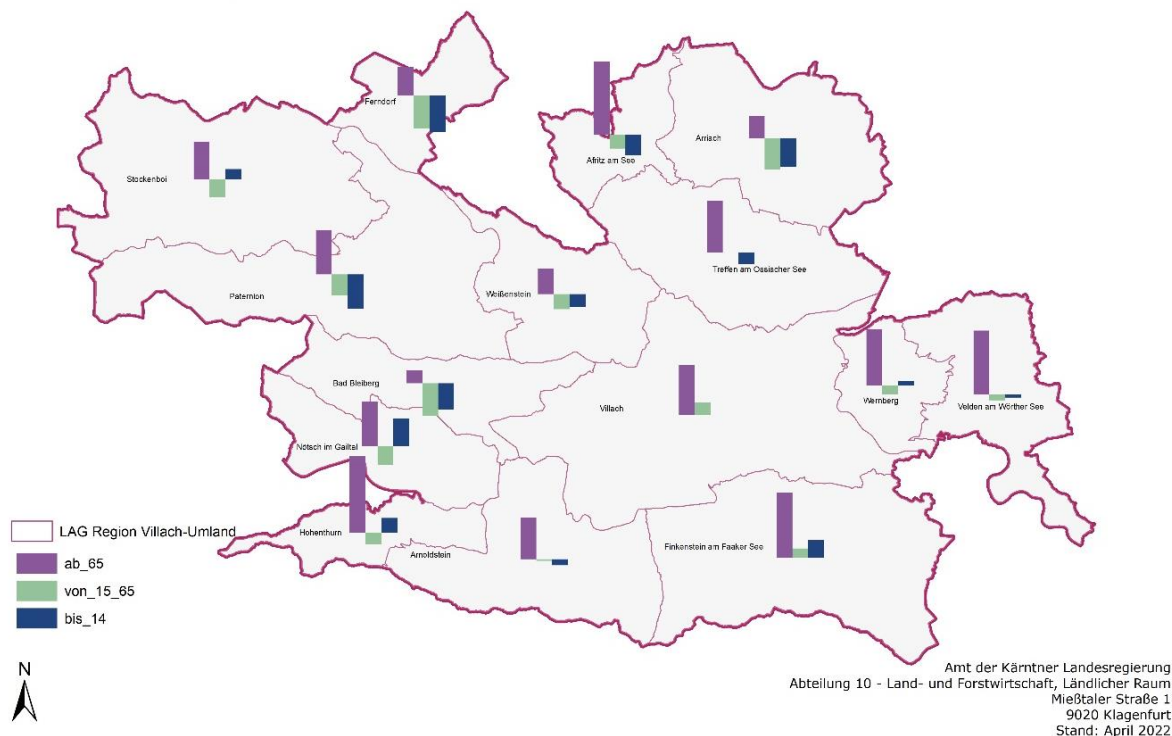 Ferndorf
Afritz am See
Arriach
Stockenboi
Treffen am Ossischer See
Paternion
Weißenstein
Bad Bleiberg
Villach
Wernberg
Velden am Wörther See
Nötsch im Gailtal
Hohenthurn
Arnoldstein
Finkenstein am Faaker See
LAG Region Villach-Umland
ab_65
von_15_65
bis_14
N
Amt der Kärntner Landesregierung
Abteilung 10 - Land- und Forstwirtschaft, Ländlicher Raum
Mießtaler Straße 1
9020 Klagenfurt
Stand: April 2022